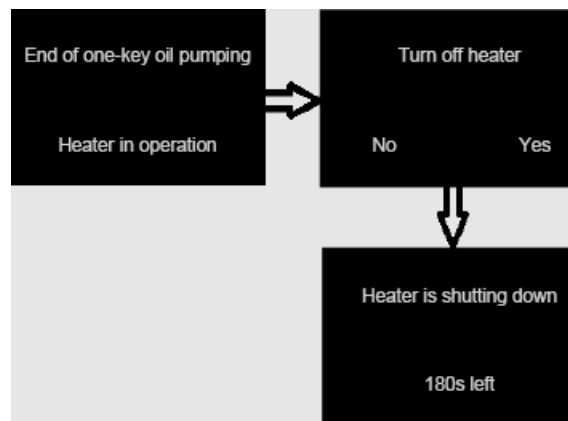 End of one-key oil pumping
Heater in operation
Turn off heater
No Yes
Heater is shutting down
180s left